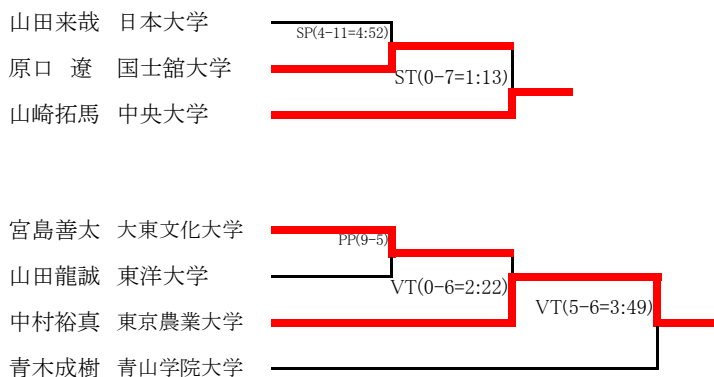 山田来哉 日本大学
SP(4-11=4:52)
原口 遼 国士舘大学
ST(0-7=1:13)
山崎拓馬 中央大学
宮島善太 大東文化大学
PP(9-5)
山田龍誠 東洋大学
VT(0-6=2:22)
VT(5-6=3:49)
中村裕真 東京農業大学
青木成樹 青山学院大学